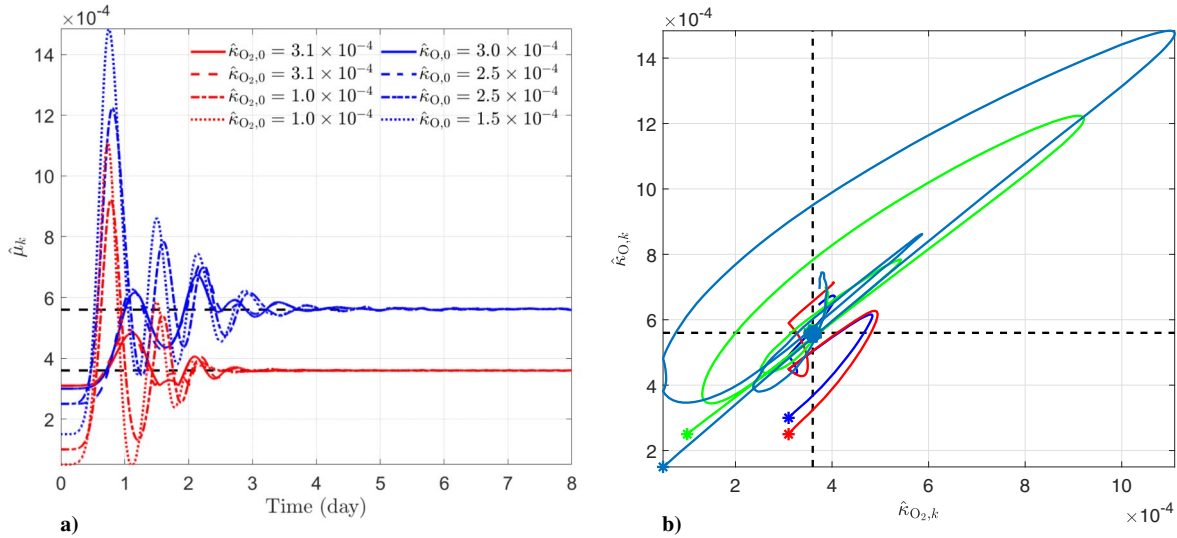 ×10⁻⁴
14
12
10
8
6
4
2
μ̂ₖ
κ̂_{O₂,0} = 3.1 × 10⁻⁴ κ̂_{O,0} = 3.0 × 10⁻⁴
κ̂_{O₂,0} = 3.1 × 10⁻⁴ κ̂_{O,0} = 2.5 × 10⁻⁴
κ̂_{O₂,0} = 1.0 × 10⁻⁴ κ̂_{O,0} = 2.5 × 10⁻⁴
κ̂_{O₂,0} = 1.0 × 10⁻⁴ κ̂_{O,0} = 1.5 × 10⁻⁴
0 1 2 3 4 5 6 7 8
Time (day)
a)
×10⁻⁴
14
12
10
8
6
4
2
κ̂_{O,k}
2 4 6 8 10
κ̂_{O₂,k}
×10⁻⁴
b)